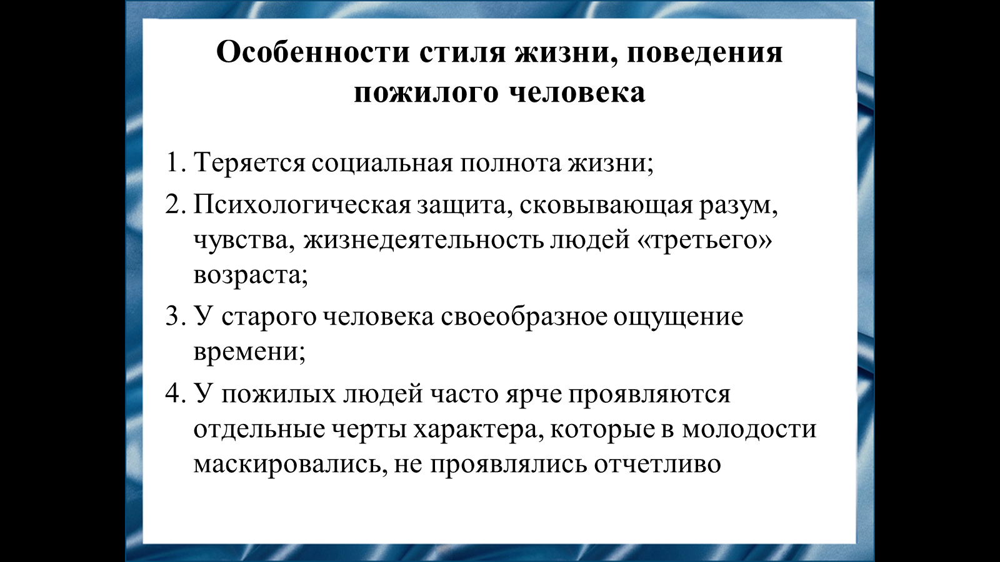 Особенности стиля жизни, поведения
пожилого человека
1. Теряется социальная полнота жизни;
2. Психологическая защита, сковывающая разум,
чувства, жизнедеятельность людей «третьего»
возраста;
3. У старого человека своеобразное ощущение
времени;
4. У пожилых людей часто ярче проявляются
отдельные черты характера, которые в молодости
маскировались, не проявлялись отчетливо